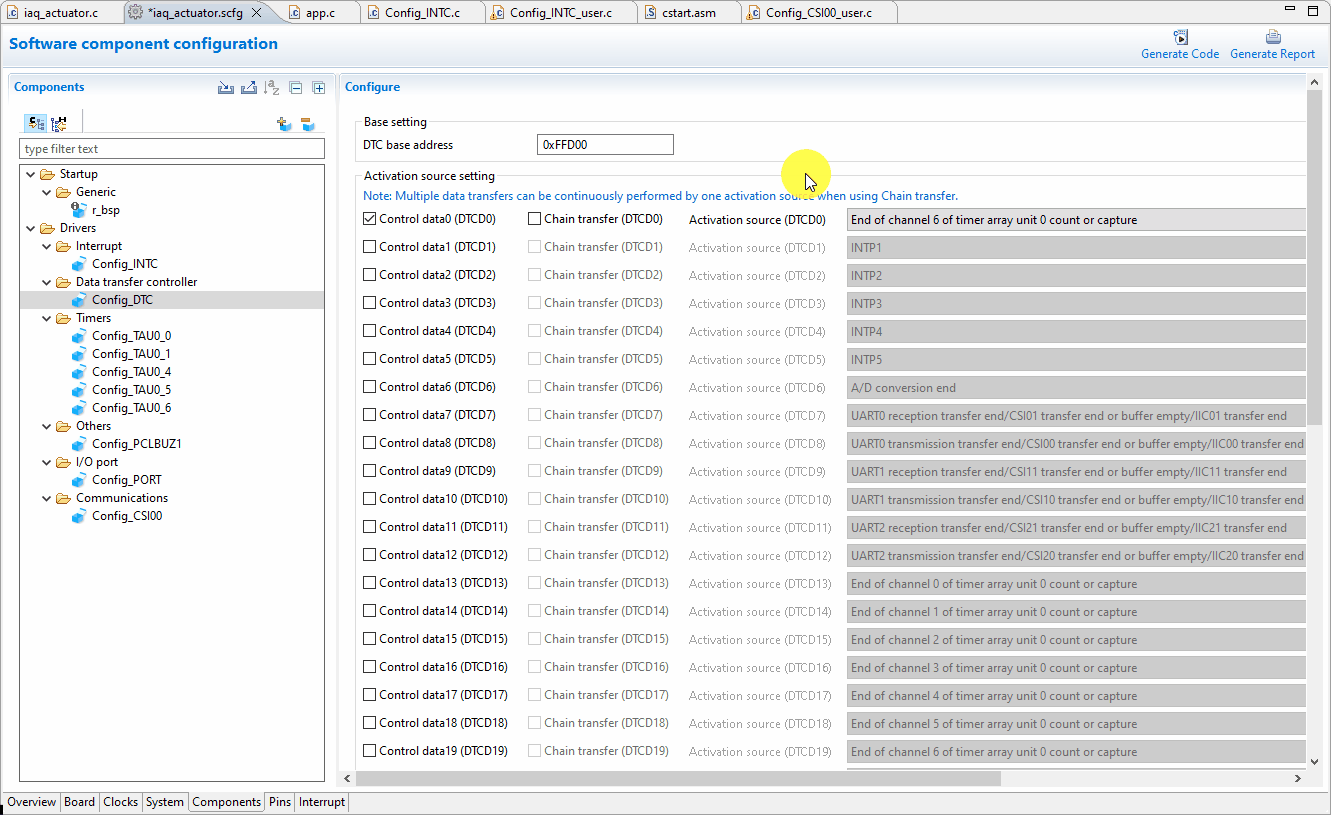 iaq_actuator.c
*iaq_actuator.scfg
app.c
Config_INTC.c
Config_INTC_user.c
cstart.asm
Config_CSI00_user.c
Software component configuration
Generate Code
Generate Report
Components
type filter text
Startup
Generic
r_bsp
Drivers
Interrupt
Config_INTC
Data transfer controller
Config_DTC
Timers
Config_TAU0_0
Config_TAU0_1
Config_TAU0_4
Config_TAU0_5
Config_TAU0_6
Others
Config_PCLBUZ1
I/O port
Config_PORT
Communications
Config_CSI00
Configure
Base setting
DTC base address 0xFFD00
Activation source setting
Note: Multiple data transfers can be continuously performed by one activation source when using Chain transfer.
Control data0 (DTCD0) Chain transfer (DTCD0) Activation source (DTCD0) End of channel 6 of timer array unit 0 count or capture
Control data1 (DTCD1) Chain transfer (DTCD1) Activation source (DTCD1) INTP1
Control data2 (DTCD2) Chain transfer (DTCD2) Activation source (DTCD2) INTP2
Control data3 (DTCD3) Chain transfer (DTCD3) Activation source (DTCD3) INTP3
Control data4 (DTCD4) Chain transfer (DTCD4) Activation source (DTCD4) INTP4
Control data5 (DTCD5) Chain transfer (DTCD5) Activation source (DTCD5) INTP5
Control data6 (DTCD6) Chain transfer (DTCD6) Activation source (DTCD6) A/D conversion end
Control data7 (DTCD7) Chain transfer (DTCD7) Activation source (DTCD7) UART0 reception transfer end/CSI01 transfer end or buffer empty/IIC01 transfer end
Control data8 (DTCD8) Chain transfer (DTCD8) Activation source (DTCD8) UART0 transmission transfer end/CSI00 transfer end or buffer empty/IIC00 transfer end
Control data9 (DTCD9) Chain transfer (DTCD9) Activation source (DTCD9) UART1 reception transfer end/CSI11 transfer end or buffer empty/IIC11 transfer end
Control data10 (DTCD10) Chain transfer (DTCD10) Activation source (DTCD10) UART1 transmission transfer end/CSI10 transfer end or buffer empty/IIC10 transfer end
Control data11 (DTCD11) Chain transfer (DTCD11) Activation source (DTCD11) UART2 reception transfer end/CSI21 transfer end or buffer empty/IIC21 transfer end
Control data12 (DTCD12) Chain transfer (DTCD12) Activation source (DTCD12) UART2 transmission transfer end/CSI20 transfer end or buffer empty/IIC20 transfer end
Control data13 (DTCD13) Chain transfer (DTCD13) Activation source (DTCD13) End of channel 0 of timer array unit 0 count or capture
Control data14 (DTCD14) Chain transfer (DTCD14) Activation source (DTCD14) End of channel 1 of timer array unit 0 count or capture
Control data15 (DTCD15) Chain transfer (DTCD15) Activation source (DTCD15) End of channel 2 of timer array unit 0 count or capture
Control data16 (DTCD16) Chain transfer (DTCD16) Activation source (DTCD16) End of channel 3 of timer array unit 0 count or capture
Control data17 (DTCD17) Chain transfer (DTCD17) Activation source (DTCD17) End of channel 4 of timer array unit 0 count or capture
Control data18 (DTCD18) Chain transfer (DTCD18) Activation source (DTCD18) End of channel 5 of timer array unit 0 count or capture
Control data19 (DTCD19) Chain transfer (DTCD19) Activation source (DTCD19) End of channel 6 of timer array unit 0 count or capture
Overview Board Clocks System Components Pins Interrupt